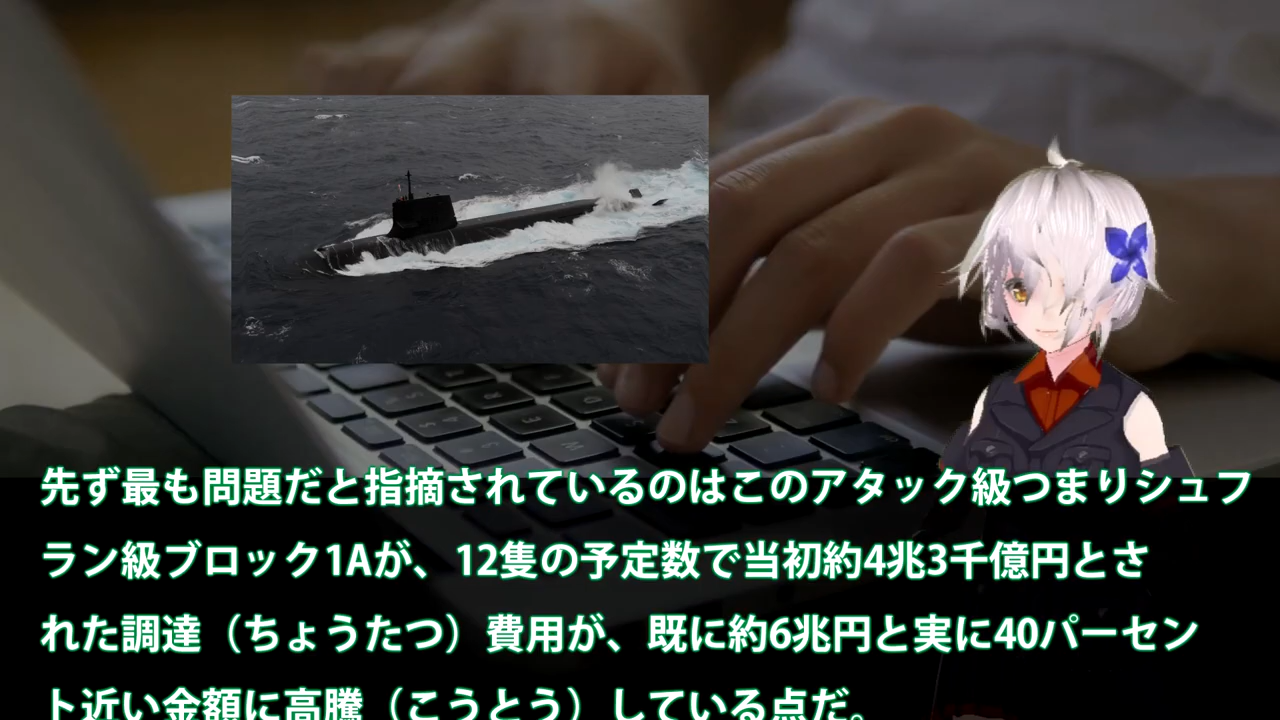 先ず最も問題だと指摘されているのはこのアタック級つまりシュフ
ラン級ブロック1Aが、12隻の予定数で当初約4兆3千億円とさ
れた調達（ちょうたつ）費用が、既に約6兆円と実に40パーセン
ト近い金額に高騰（こうとう）している点だ。